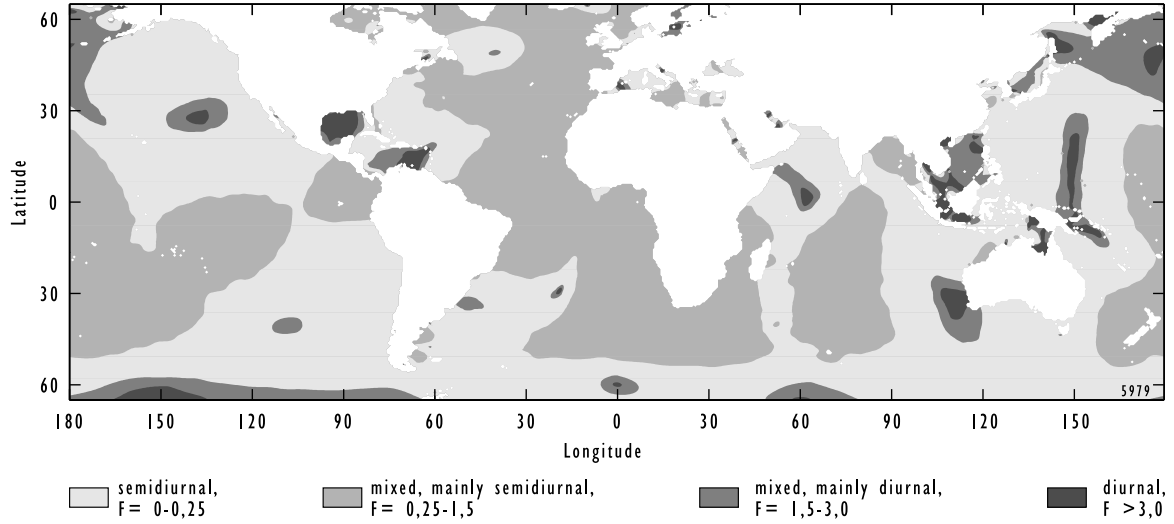 60
30
0
30
60
Latitude
5979
180 150 120 90 60 30 0 30 60 90 120 150
Longitude
semidiurnal,
F= 0-0,25
mixed, mainly semidiurnal,
F= 0,25-1,5
mixed, mainly diurnal,
F= 1,5-3,0
diurnal,
F >3,0